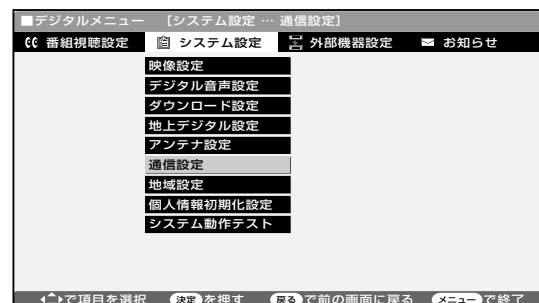 ■デジタルメニュー [システム設定 … 通信設定]
番組視聴設定 システム設定 外部機器設定 お知らせ
映像設定
デジタル音声設定
ダウンロード設定
地上デジタル設定
アンテナ設定
通信設定
地域設定
個人情報初期化設定
システム動作テスト
で項目を選択 決定を押す 戻るで前の画面に戻る メニューで終了